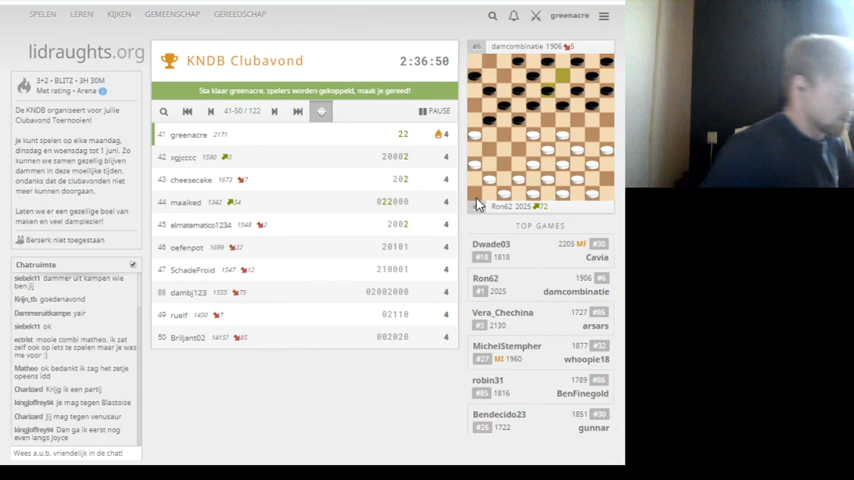 SPELEN LEREN KIJKEN GEMEENSCHAP GEREEDSCHAP
greenacre
lidraughts.org
3+2 • BLITZ • 3H 30M
Met rating • Arena
De KNDB organiseert voor jullie
Clubavond Toernooien!
Je kunt spelen op elke maandag,
dinsdag en woensdag tot 1 juni. Zo
kunnen we samen gezellig blijven
dammen in deze moeilijke tijden,
ondanks dat de clubavonden niet
meer kunnen doorgaan.
Laten we er een gezellige boel van
maken en veel damplezier!
Berserk niet toegestaan
Chatruimte
siebek11 dammer uit kampen wie
ben jij
Krijn_tb goedenavond
Dammeruitkampe yair
siebek11 ok
ectrist mooie combi matheo, ik zat
zelf ook op iets te spelen maar je was
me voor :)
Matheo ok bedankt ik zag het zetje
opeens idd
Charizard Krijg ik een partij
kingjoffrey94 Je mag tegen Blastoise
Charizard Jij mag tegen venusaur
kingjoffrey94 Dan ga ik eerst nog
even langs Joyce
Wees a.u.b. vriendelijk in de chat!
KNDB Clubavond 2:36:50
Sta klaar greenacre, spelers worden gekoppeld, maak je gereed!
41-50 / 122 PAUSE
41 greenacre 2171 22 4
42 xgjcccc 1590 5 20002 4
43 cheesecake 1673 7 202 4
44 maaiked 1342 54 022000 4
45 elmatematico1234 1548 2 2002 4
46 oefenpot 1699 22 20101 4
47 SchadeFroid 1547 12 210001 4
48 dambj123 1555 75 02002000 4
49 ruelf 1450 7 02110 4
50 Briljant02 1415? 85 002020 4
#6 damcombinatie 1906 5
Ron62 2025 72
TOP GAMES
Dwade03 2205 MF #30
#18 1818 Cavia
Ron62 1906 #6
#1 2025 damcombinatie
Vera_Chechina 1727 #86
#3 2130 arsars
MichelStempher 1877 #32
#27 MI 1960 whoopie18
robin31 1789 #86
#85 1816 BenFinegold
Bendecido23 1851 #30
#26 1722 gunnar